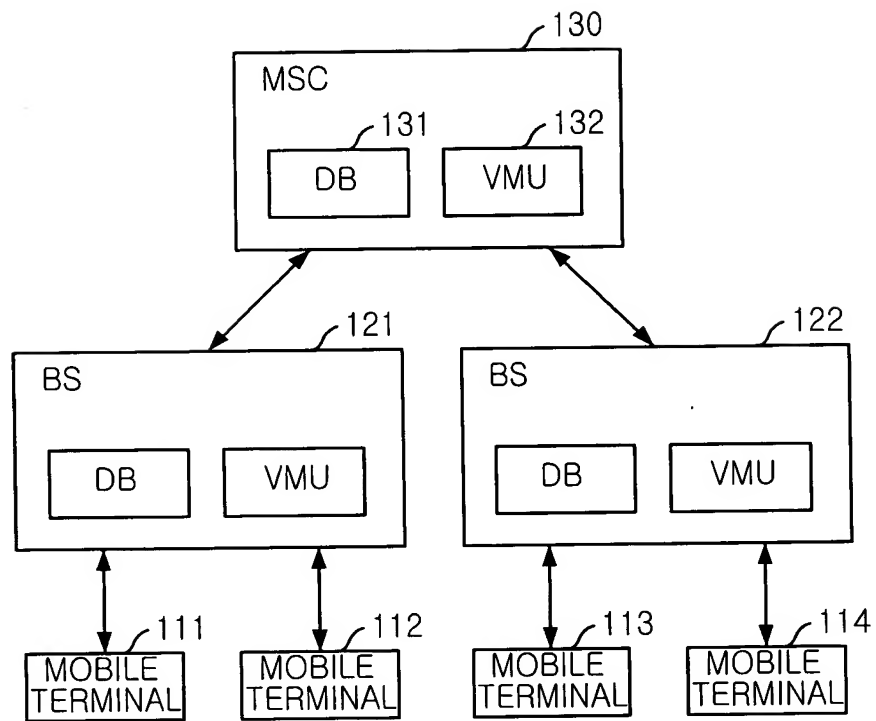 130
MSC
131
132
DB
VMU
121
122
BS
BS
DB
VMU
DB
VMU
111
112
113
114
MOBILE
TERMINAL
MOBILE
TERMINAL
MOBILE
TERMINAL
MOBILE
TERMINAL